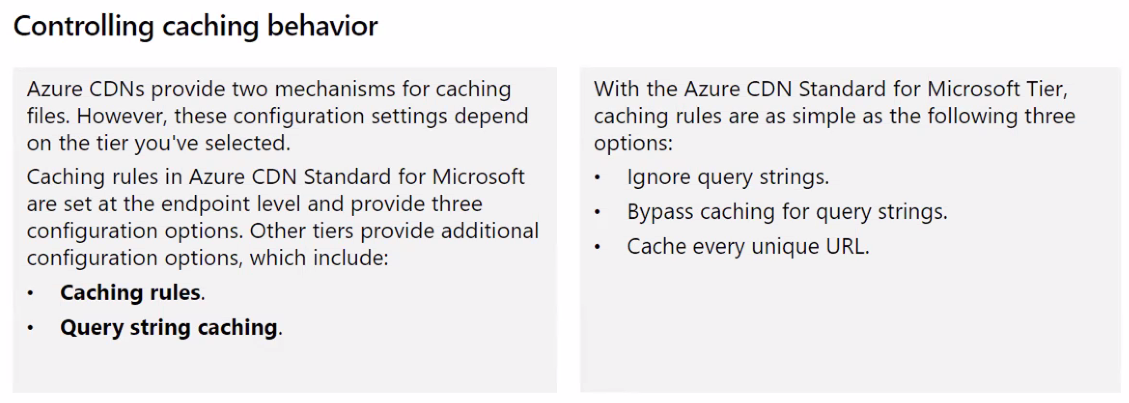 Controlling caching behavior
Azure CDNs provide two mechanisms for caching
files. However, these configuration settings depend
on the tier you've selected.
Caching rules in Azure CDN Standard for Microsoft
are set at the endpoint level and provide three
configuration options. Other tiers provide additional
configuration options, which include:
• Caching rules.
• Query string caching.
With the Azure CDN Standard for Microsoft Tier,
caching rules are as simple as the following three
options:
• Ignore query strings.
• Bypass caching for query strings.
• Cache every unique URL.